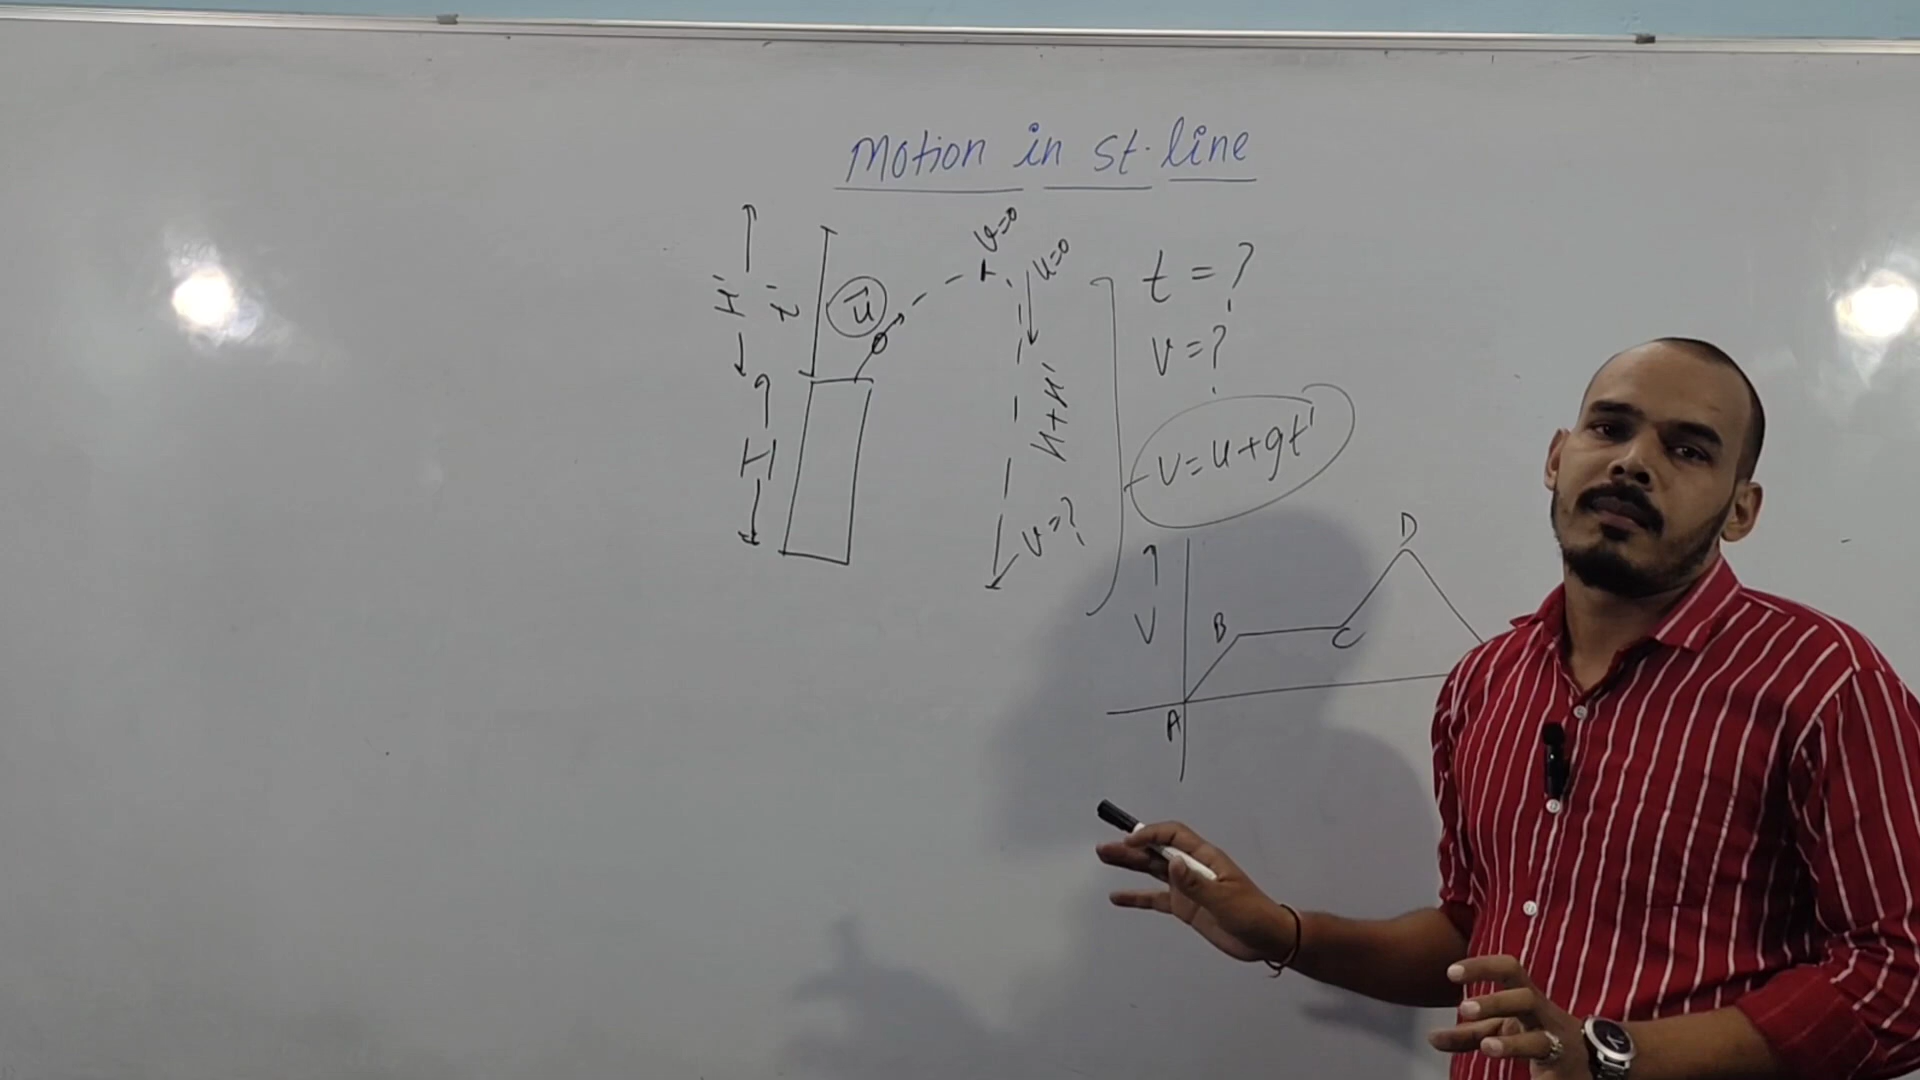 Motion in st. line
H'
t'
u
v=0
u=0
t = ?
v = ?
H
H+H'
v=?
v=u+gt'
V
A
B
C
D